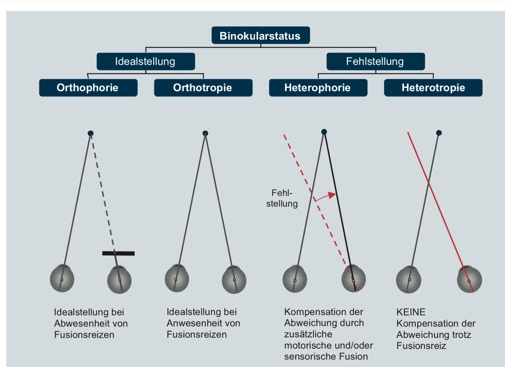 Binokularstatus
Idealstellung
Fehlstellung
Orthophorie
Orthotropie
Heterophorie
Heterotropie
Fehl-
stellung
Idealstellung bei
Abwesenheit von
Fusionsreizen
Idealstellung bei
Anwesenheit von
Fusionsreizen
Kompensation der
Abweichung durch
zusätzliche
motorische und/oder
sensorische Fusion
KEINE
Kompensation der
Abweichung trotz
Fusionsreiz